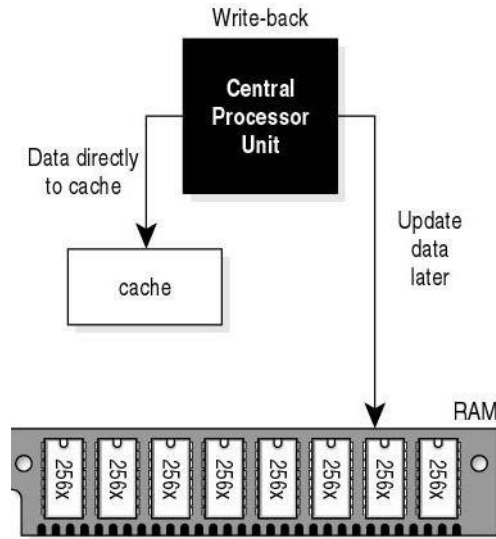 Write-back
Central
Processor
Unit
Data directly
to cache
Update
data
later
cache
RAM
256x
256x
256x
256x
256x
256x
256x
256x